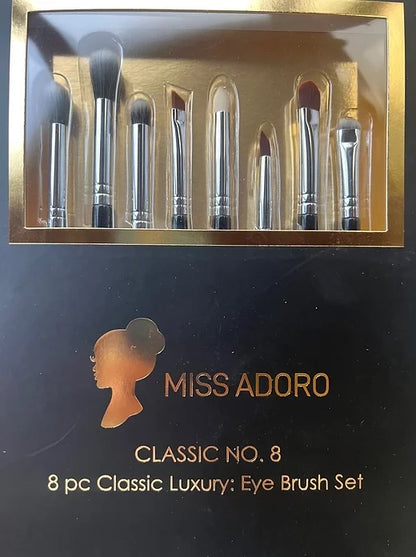 MISS ADORO
CLASSIC NO. 8
8 pc Classic Luxury: Eye Brush Set